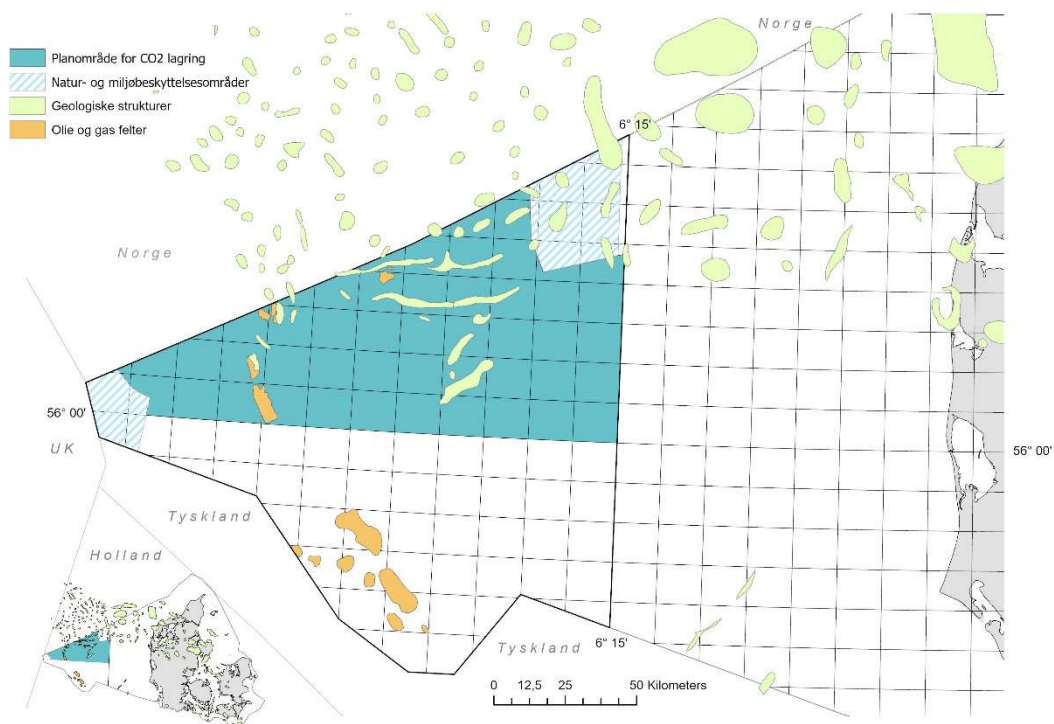 Norge
Planområde for CO2 lagring
Natur- og miljøbeskyttelsesområder
Geologiske strukturer
Olie og gas felter
6° 15'
Norge
56° 00'
UK
56° 00'
Tyskland
Holland
6° 15'
Tyskland
0 12,5 25 50 Kilometers